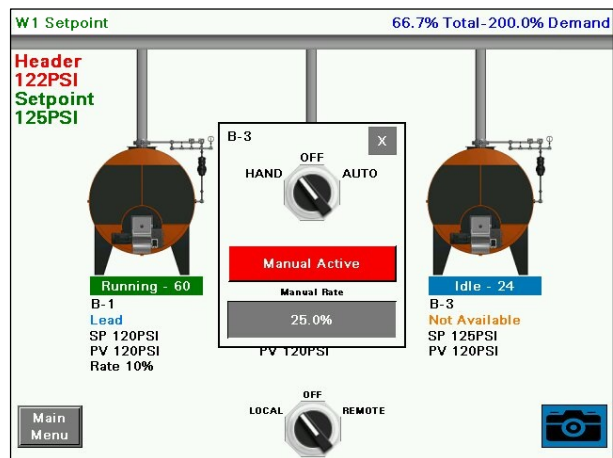 W1 Setpoint
66.7% Total-200.0% Demand
Header
122PSI
Setpoint
125PSI
B-3
X
OFF
HAND
AUTO
Manual Active
Manual Rate
25.0%
Running - 60
B-1
Lead
SP 120PSI
PV 120PSI
Rate 10%
PV 120PSI
Idle - 24
B-3
Not Available
SP 125PSI
PV 120PSI
Main
Menu
OFF
LOCAL
REMOTE